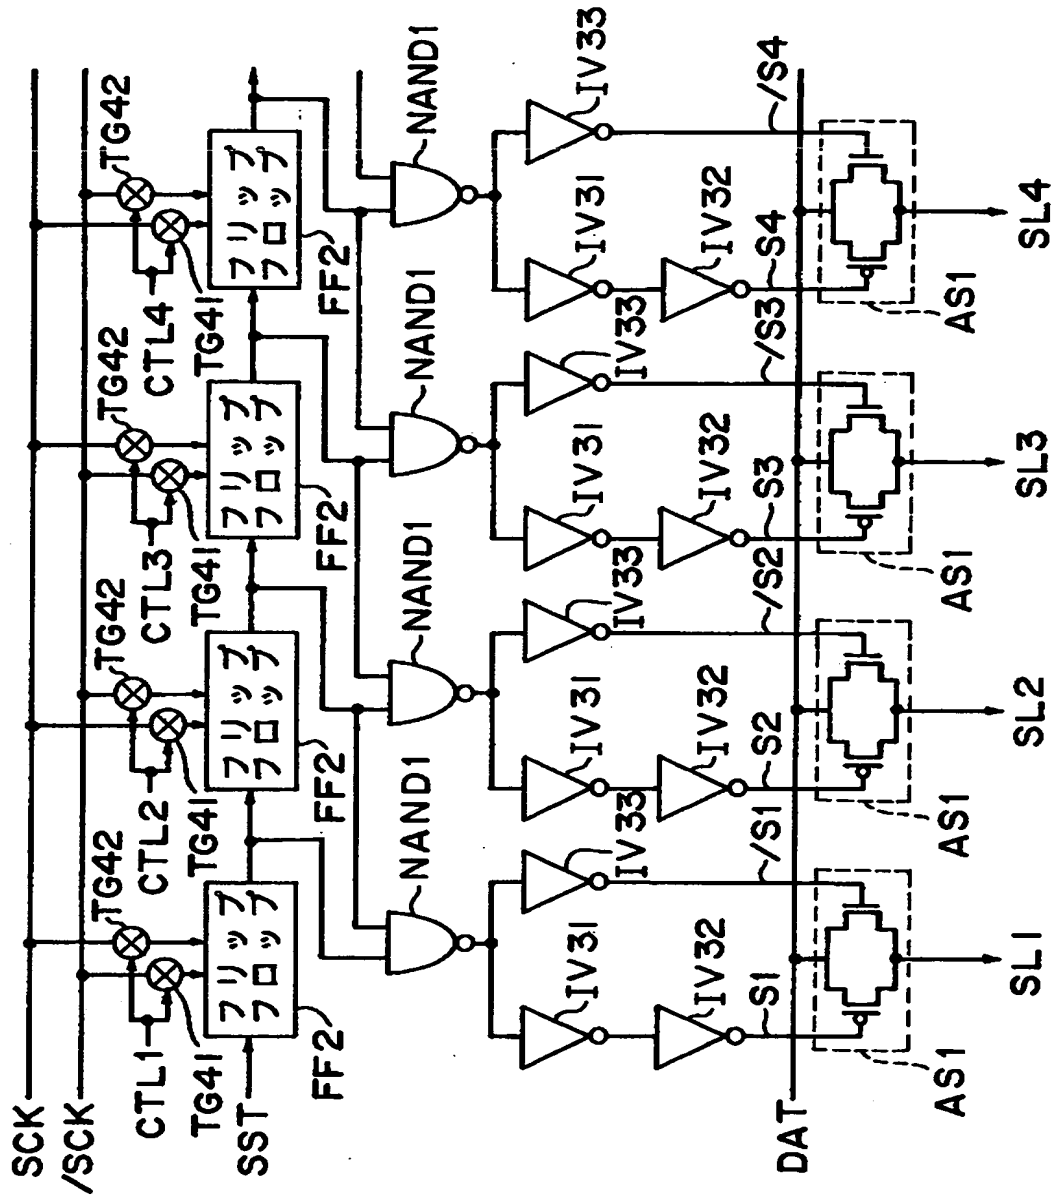 SCK
/SCK
TG42
TG42
TG42
TG42
CTL1
CTL2
CTL3
CTL4
TG41
TG41
TG41
TG41
SST
フリップ
フロップ
フリップ
フロップ
フリップ
フロップ
フリップ
フロップ
FF2
FF2
FF2
FF2
NAND1
NAND1
NAND1
NAND1
IV31
IV33
IV31
IV33
IV31
IV33
IV31
IV33
IV32
IV32
IV32
IV32
S1
/S1
S2
/S2
S3
/S3
S4
/S4
DAT
AS1
AS1
AS1
AS1
SL1
SL2
SL3
SL4